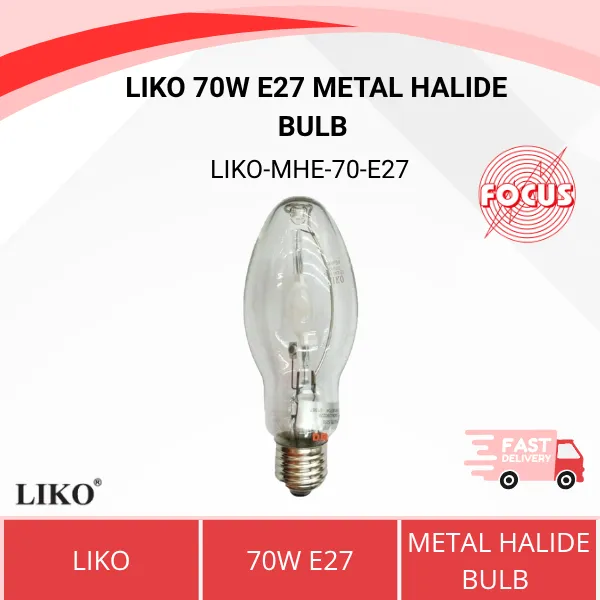 LIKO 70W E27 METAL HALIDE
BULB
LIKO-MHE-70-E27
FOCUS
FAST
DELIVERY
LIKO®
LIKO
70W E27
METAL HALIDE
BULB